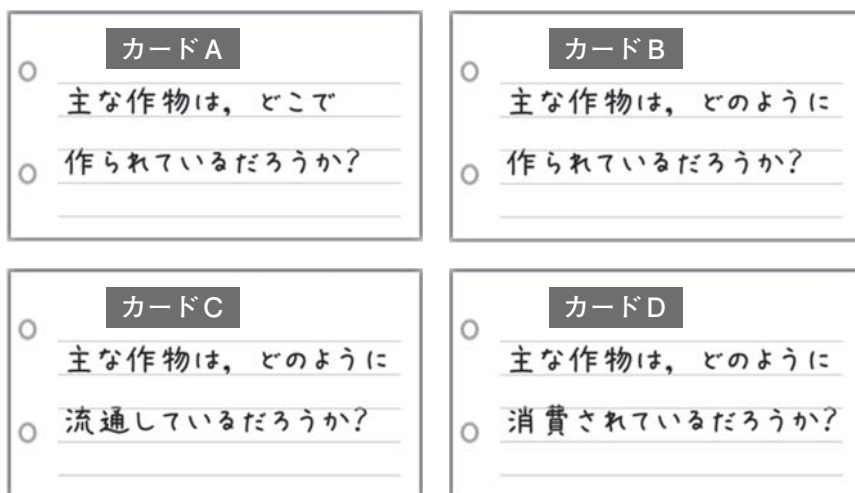 カードA
主な作物は，どこで
作られているだろうか?
カードB
主な作物は，どのように
作られているだろうか?
カードC
主な作物は，どのように
流通しているだろうか?
カードD
主な作物は，どのように
消費されているだろうか?